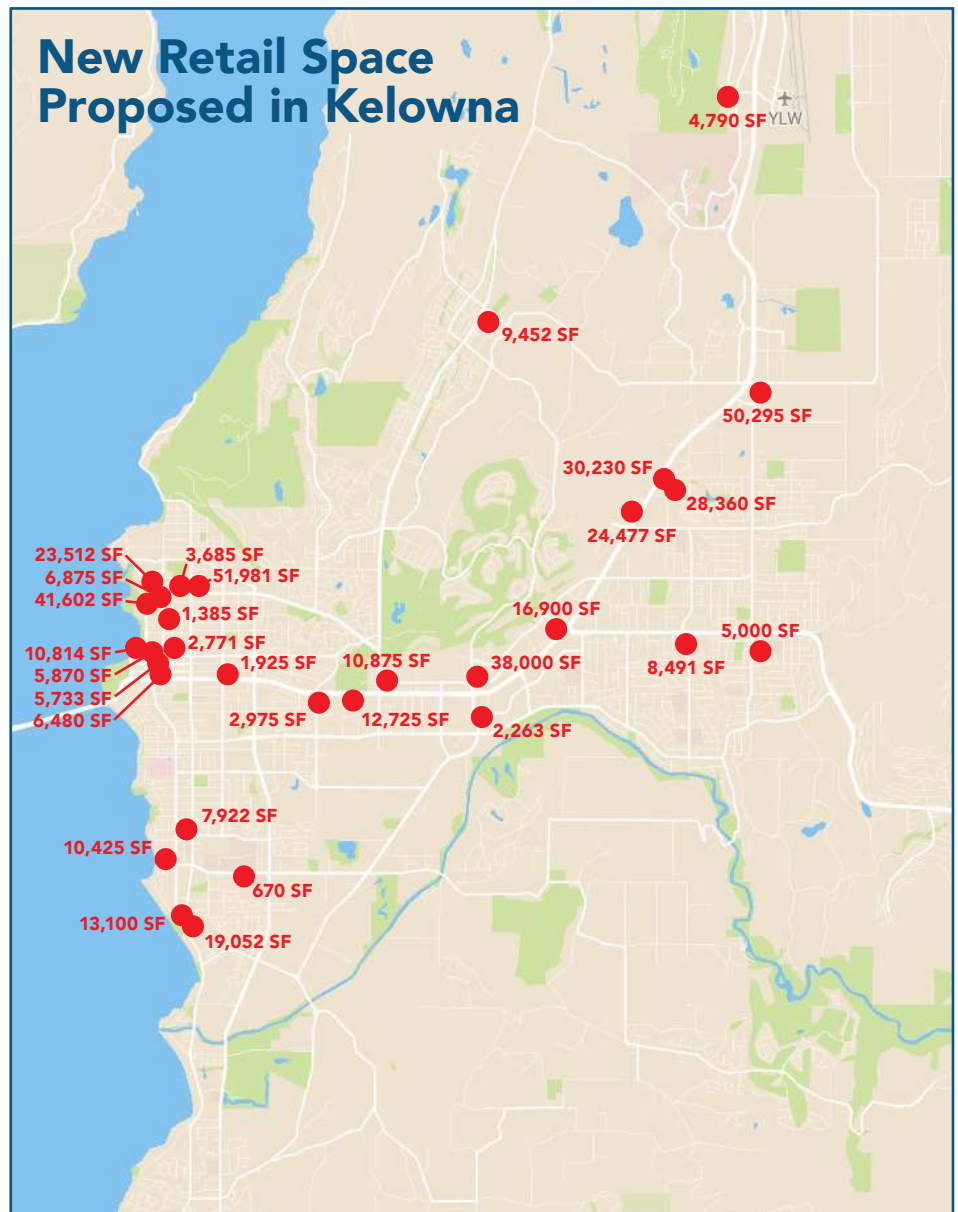 New Retail Space
Proposed in Kelowna
4,790 SF
YLW
9,452 SF
50,295 SF
30,230 SF
28,360 SF
24,477 SF
23,512 SF
3,685 SF
6,875 SF
51,981 SF
41,602 SF
1,385 SF
16,900 SF
5,000 SF
2,771 SF
10,814 SF
8,491 SF
1,925 SF
10,875 SF
38,000 SF
5,870 SF
5,733 SF
6,480 SF
2,975 SF
12,725 SF
2,263 SF
7,922 SF
10,425 SF
670 SF
13,100 SF
19,052 SF